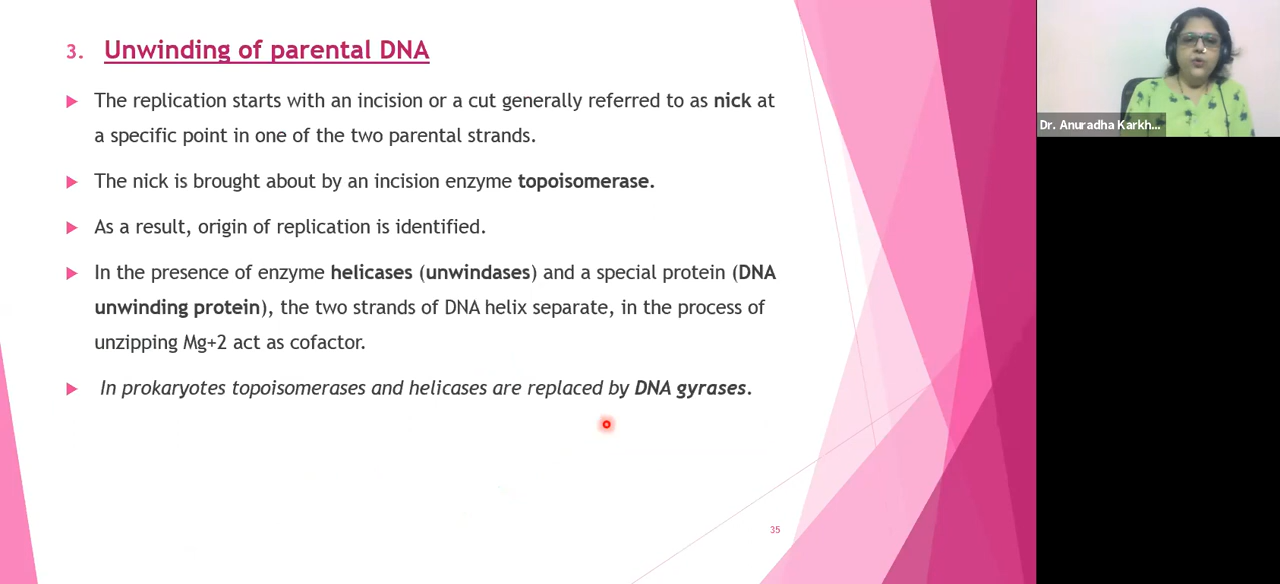 3. Unwinding of parental DNA
The replication starts with an incision or a cut generally referred to as nick at
a specific point in one of the two parental strands.
The nick is brought about by an incision enzyme topoisomerase.
As a result, origin of replication is identified.
In the presence of enzyme helicases (unwindases) and a special protein (DNA
unwinding protein), the two strands of DNA helix separate, in the process of
unzipping Mg+2 act as cofactor.
In prokaryotes topoisomerases and helicases are replaced by DNA gyrases.
35
Dr. Anuradha Karkh...